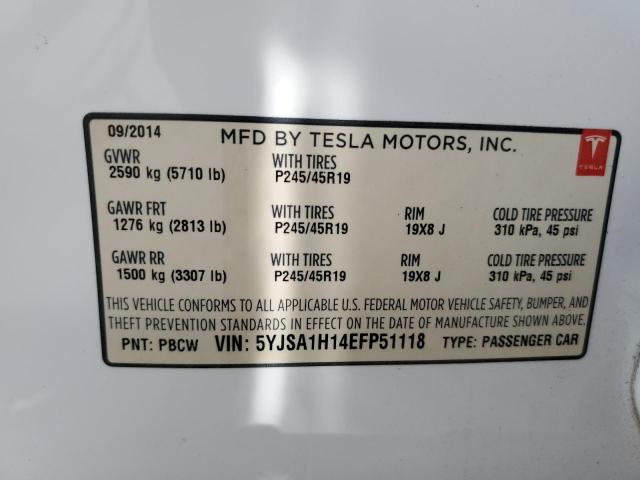 09/2014
MFD BY TESLA MOTORS, INC.
TESLA
GVWR WITH TIRES
2590 kg (5710 lb) P245/45R19
GAWR FRT WITH TIRES RIM COLD TIRE PRESSURE
1276 kg (2813 lb) P245/45R19 19X8 J 310 kPa, 45 psi
GAWR RR WITH TIRES RIM COLD TIRE PRESSURE
1500 kg (3307 lb) P245/45R19 19X8 J 310 kPa, 45 psi
THIS VEHICLE CONFORMS TO ALL APPLICABLE U.S. FEDERAL MOTOR VEHICLE SAFETY, BUMPER, AND
THEFT PREVENTION STANDARDS IN EFFECT ON THE DATE OF MANUFACTURE SHOWN ABOVE.
PNT: PBCW VIN: 5YJSA1H14EFP51118 TYPE: PASSENGER CAR